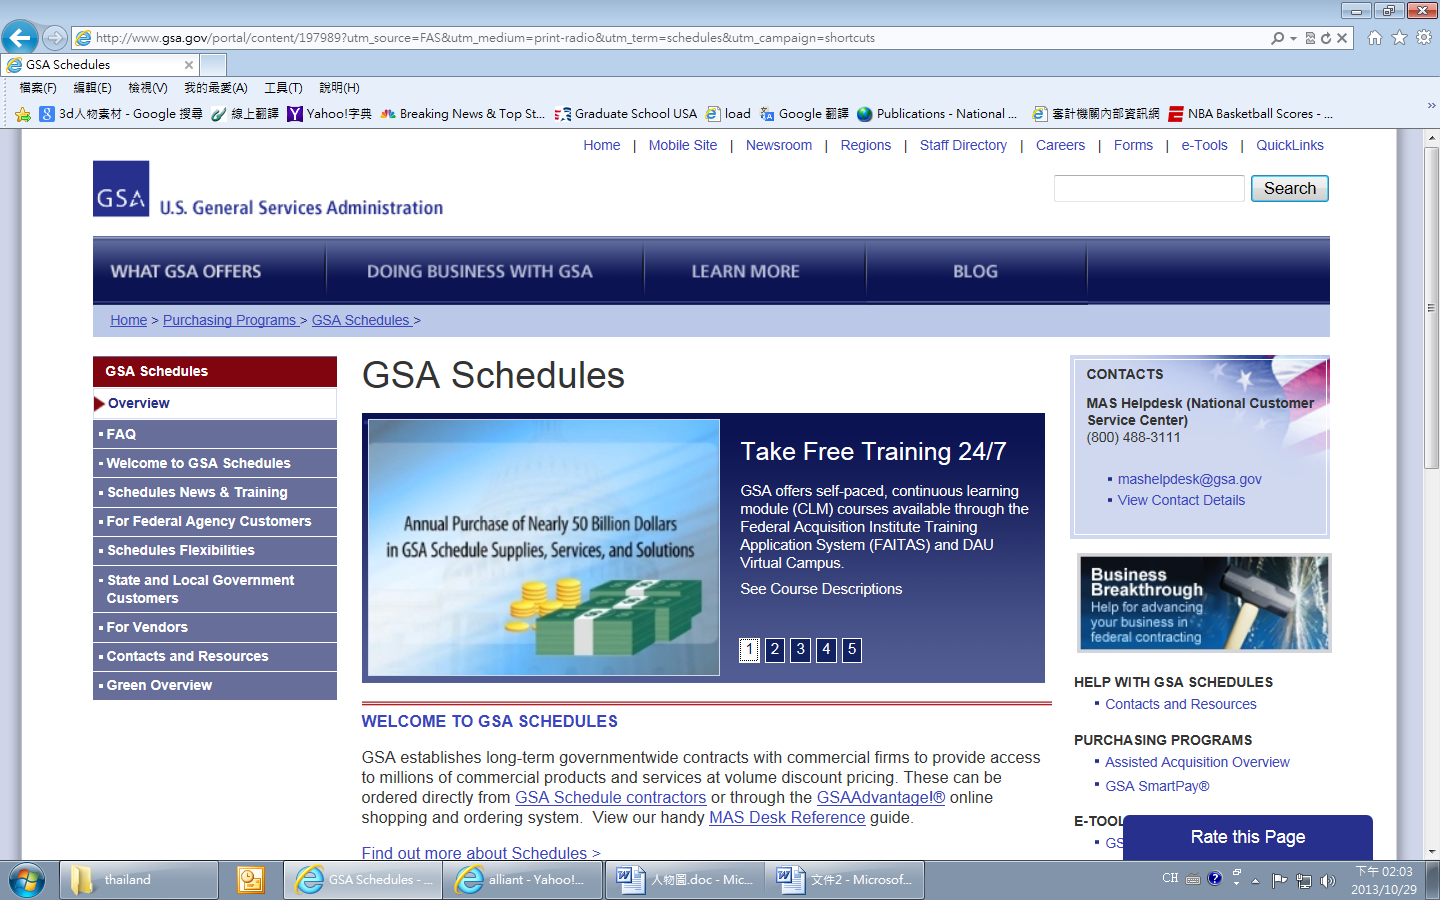 http://www.gsa.gov/portal/content/197989?utm_source=FAS&utm_medium=print-radio&utm_term=schedules&utm_campaign=shortcuts
GSA Schedules
檔案(F) 編輯(E) 檢視(V) 我的最愛(A) 工具(T) 說明(H)
3d人物素材 - Google 搜尋 線上翻譯 Yahoo!字典 Breaking News & Top St... Graduate School USA load Google 翻譯 Publications - National ... 審計機關內部資訊網 NBA Basketball Scores - ...
Home | Mobile Site | Newsroom | Regions | Staff Directory | Careers | Forms | e-Tools | QuickLinks
GSA U.S. General Services Administration
Search
WHAT GSA OFFERS DOING BUSINESS WITH GSA LEARN MORE BLOG
Home > Purchasing Programs > GSA Schedules >
GSA Schedules
Overview
FAQ
Welcome to GSA Schedules
Schedules News & Training
For Federal Agency Customers
Schedules Flexibilities
State and Local Government
Customers
For Vendors
Contacts and Resources
Green Overview
GSA Schedules
Annual Purchase of Nearly 50 Billion Dollars
in GSA Schedule Supplies, Services, and Solutions
Take Free Training 24/7
GSA offers self-paced, continuous learning
module (CLM) courses available through the
Federal Acquisition Institute Training
Application System (FAITAS) and DAU
Virtual Campus.
See Course Descriptions
1 2 3 4 5
WELCOME TO GSA SCHEDULES
GSA establishes long-term governmentwide contracts with commercial firms to provide access
to millions of commercial products and services at volume discount pricing. These can be
ordered directly from GSA Schedule contractors or through the GSAAdvantage!® online
shopping and ordering system. View our handy MAS Desk Reference guide.
Find out more about Schedules >
CONTACTS
MAS Helpdesk (National Customer
Service Center)
(800) 488-3111
mashelpdesk@gsa.gov
View Contact Details
Business
Breakthrough
Help for advancing
your business in
federal contracting
HELP WITH GSA SCHEDULES
Contacts and Resources
PURCHASING PROGRAMS
Assisted Acquisition Overview
GSA SmartPay®
E-TOOL
GS
Rate this Page
thailand
GSA Schedules - ...
alliant - Yahoo!...
人物圖.doc - Mic...
文件2 - Microsof...
CH
下午 02:03
2013/10/29